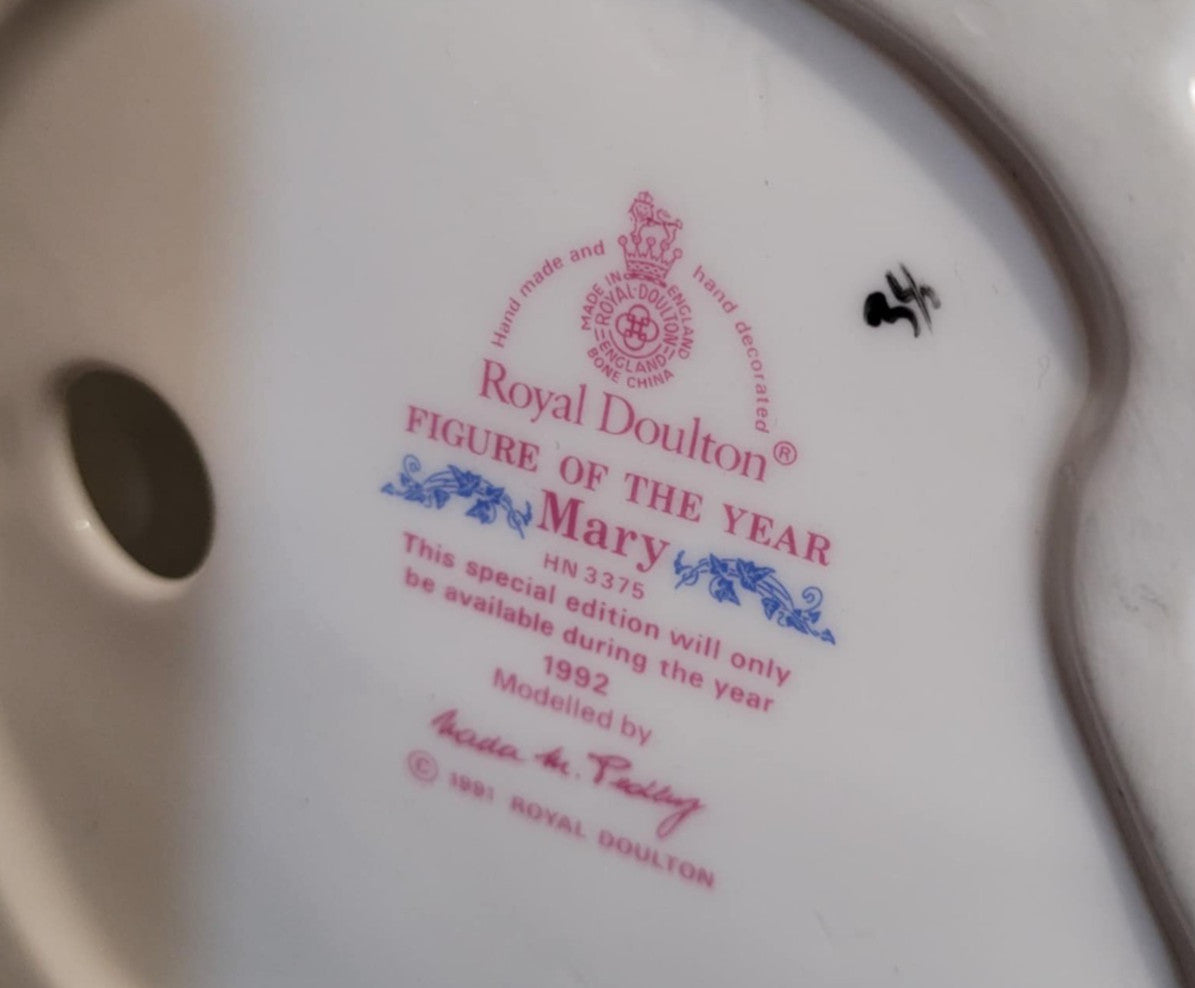 Hand made and hand decorated
MADE IN ENGLAND
ROYAL·DOULTON
ENGLAND
BONE CHINA
Royal Doulton®
FIGURE OF THE YEAR
Mary
HN 3375
This special edition will only
be available during the year
1992
Modelled by
Nada M. Pedley
© 1991 ROYAL DOULTON